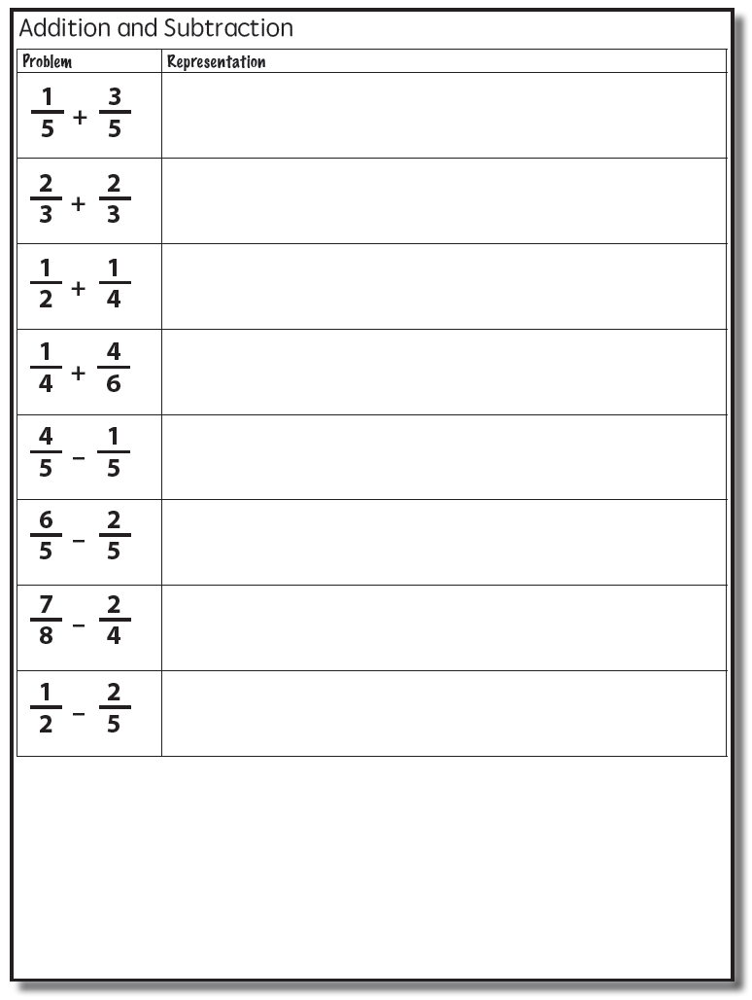 Addition and Subtraction
Problem Representation
1/5 + 3/5
2/3 + 2/3
1/2 + 1/4
1/4 + 4/6
4/5 – 1/5
6/5 – 2/5
7/8 – 2/4
1/2 – 2/5